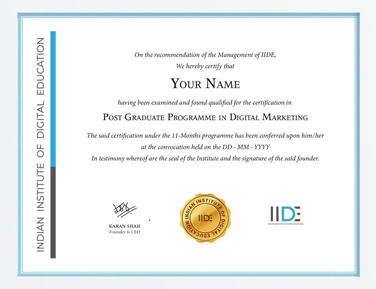 INDIAN INSTITUTE OF DIGITAL EDUCATION
On the recommendation of the Management of IIDE,
We hereby certify that
YOUR NAME
having been examined and found qualified for the certification in
POST GRADUATE PROGRAMME IN DIGITAL MARKETING
The said certification under the 11-Months programme has been conferred upon him/her
at the convocation held on the DD - MM - YYYY
In testimony whereof are the seal of the Institute and the signature of the said founder.
KARAN SHAH
Founder & CEO
INDIAN INSTITUTE OF DIGITAL EDUCATION
IIDE
IIDE